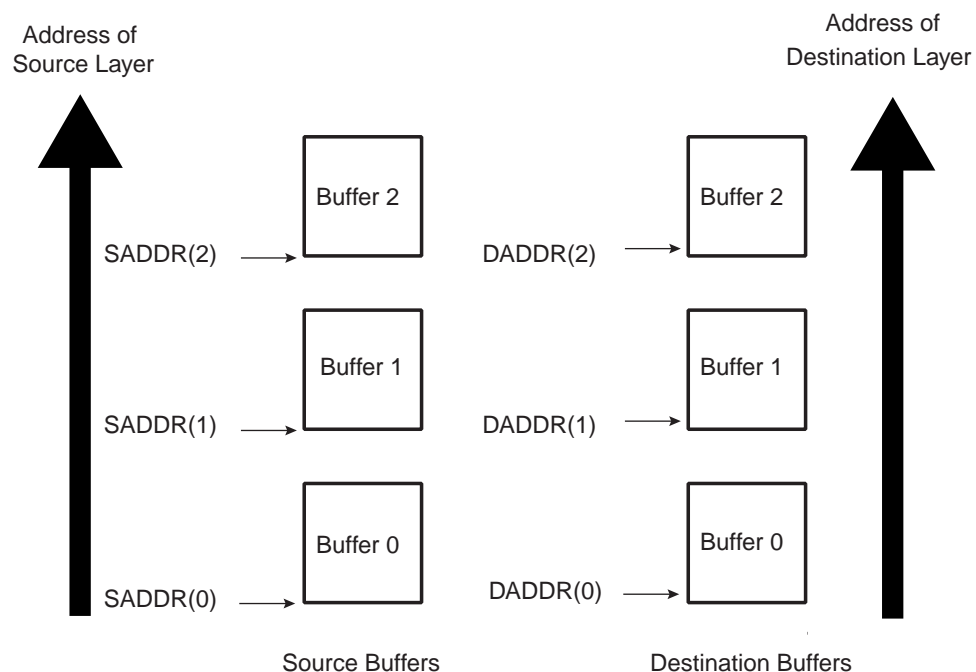 Address of
Source Layer
Address of
Destination Layer
Buffer 2
Buffer 2
SADDR(2)
DADDR(2)
Buffer 1
Buffer 1
SADDR(1)
DADDR(1)
Buffer 0
Buffer 0
SADDR(0)
DADDR(0)
Source Buffers
Destination Buffers